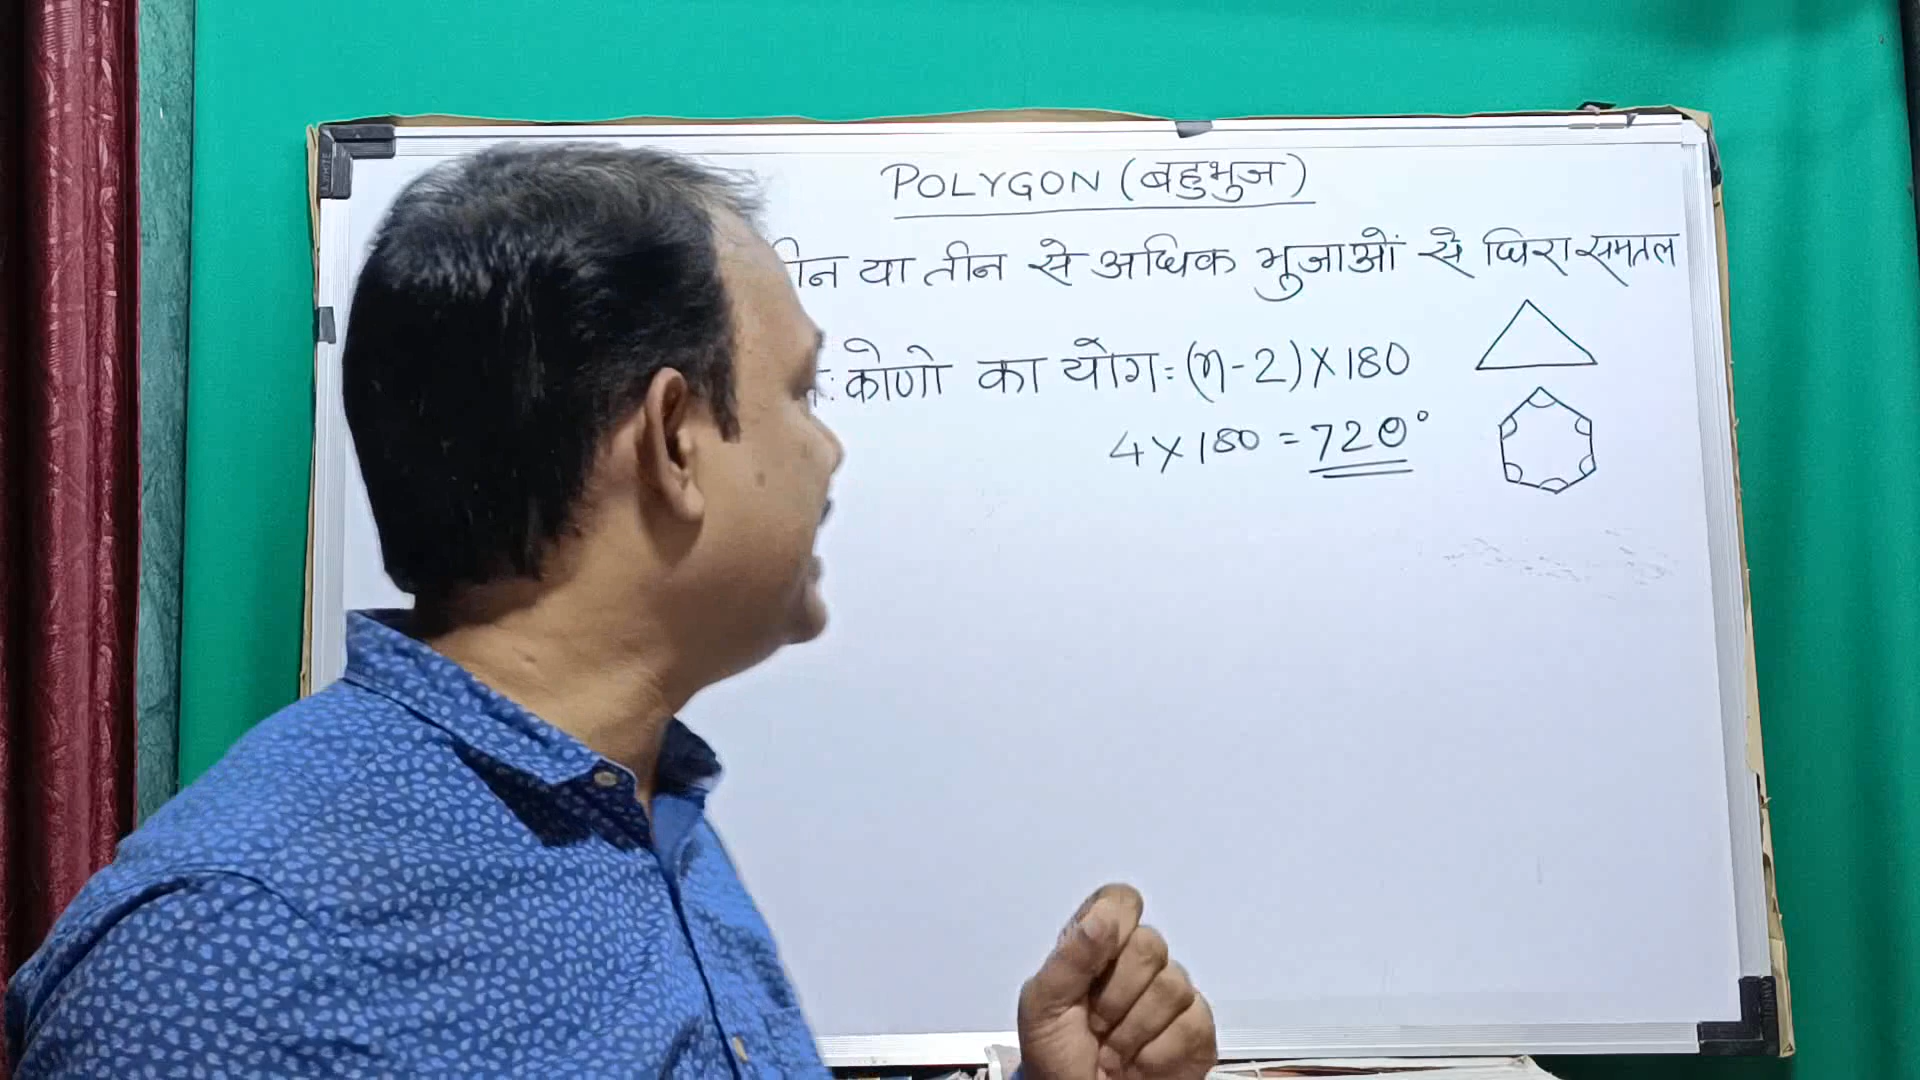 POLYGON (बहुभुज)
या तीन से अधिक भुजाओं से घिरा समतल
कोणो का योग = (n-2) X 180
4 X 180 = 720°